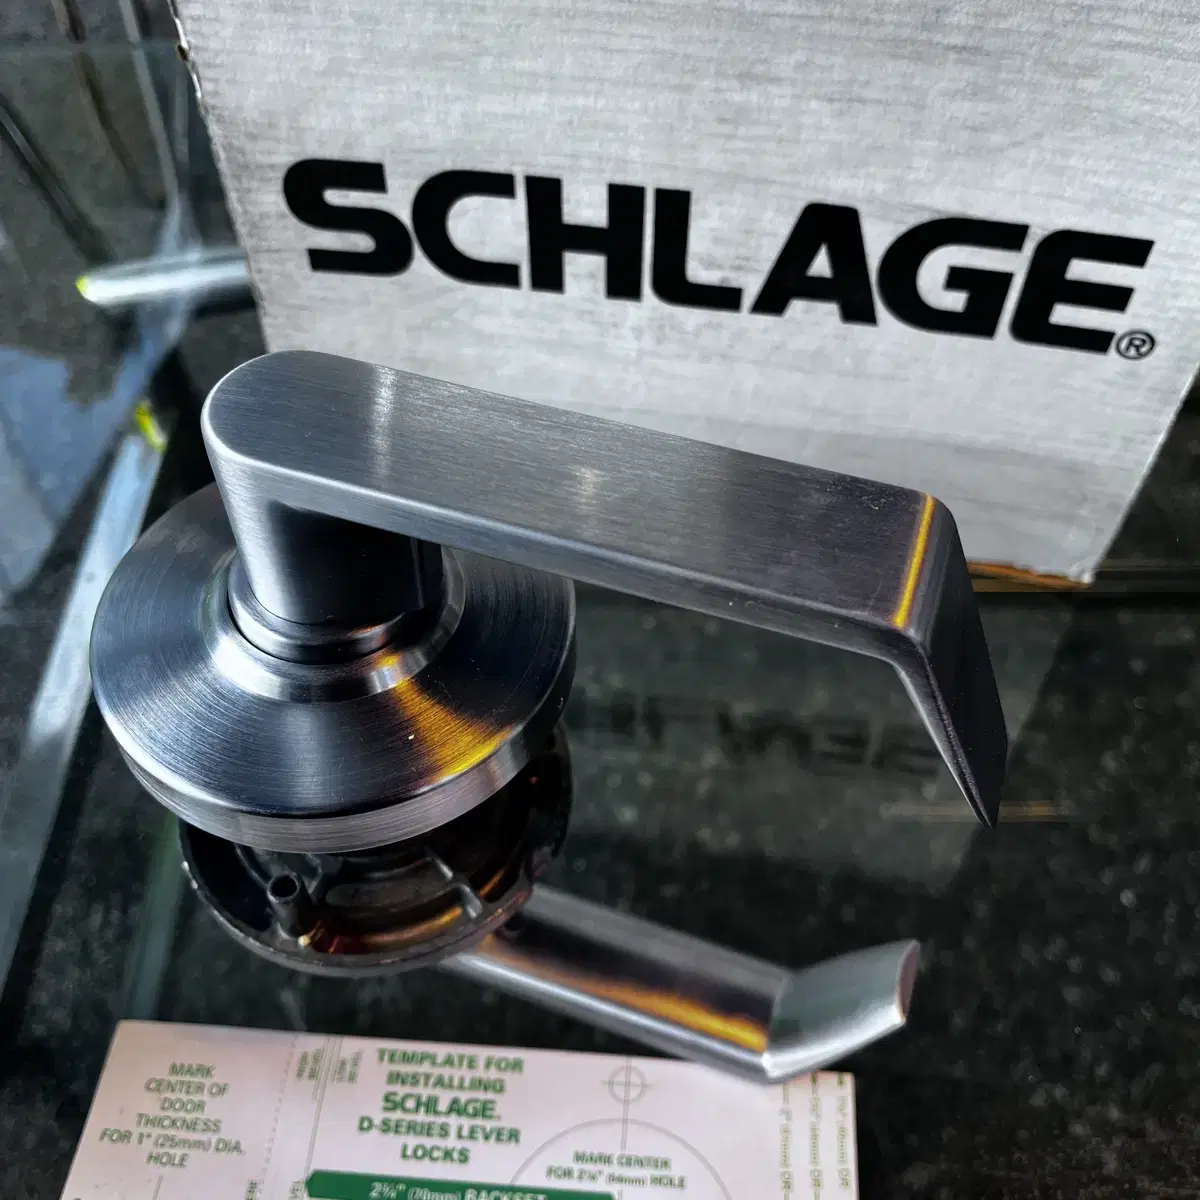 SCHLAGE®
MARK
CENTER OF
DOOR
THICKNESS
FOR 1" (25mm) DIA.
HOLE
TEMPLATE FOR
INSTALLING
SCHLAGE.
D-SERIES LEVER
LOCKS
MARK CENTER
FOR 2⅛" (54mm) HOLE
2¾" (70mm) BACKSET